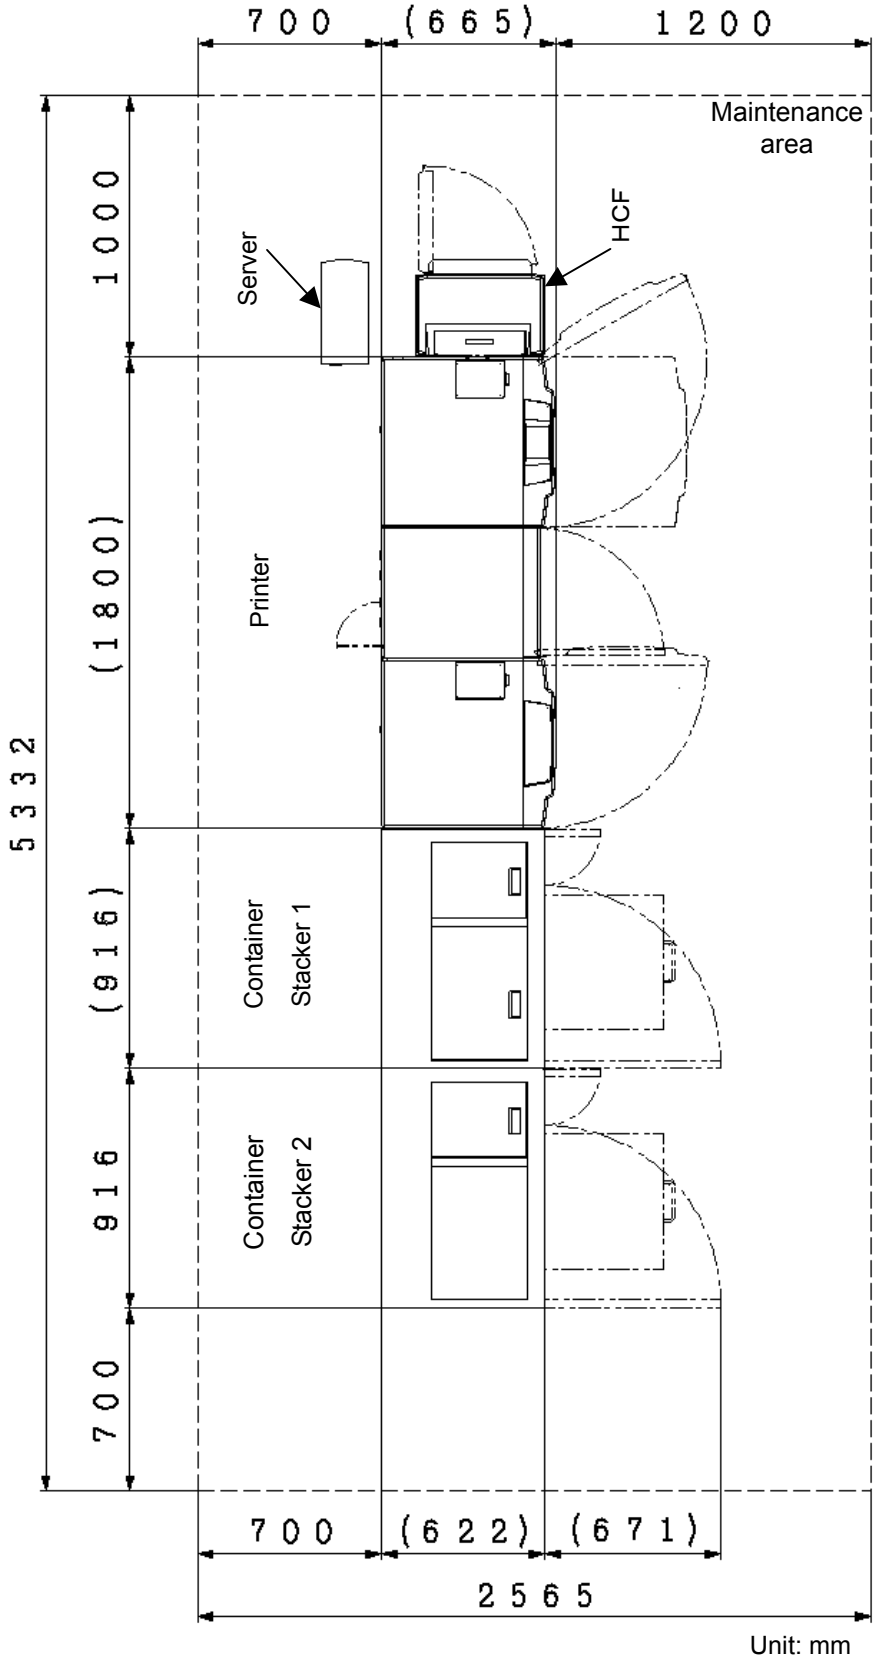 700
(665)
1200
Maintenance
area
1000
Server
HCF
(1800)
Printer
5332
(916)
Container
Stacker 1
916
Container
Stacker 2
700
700
(622)
(671)
2565
Unit: mm